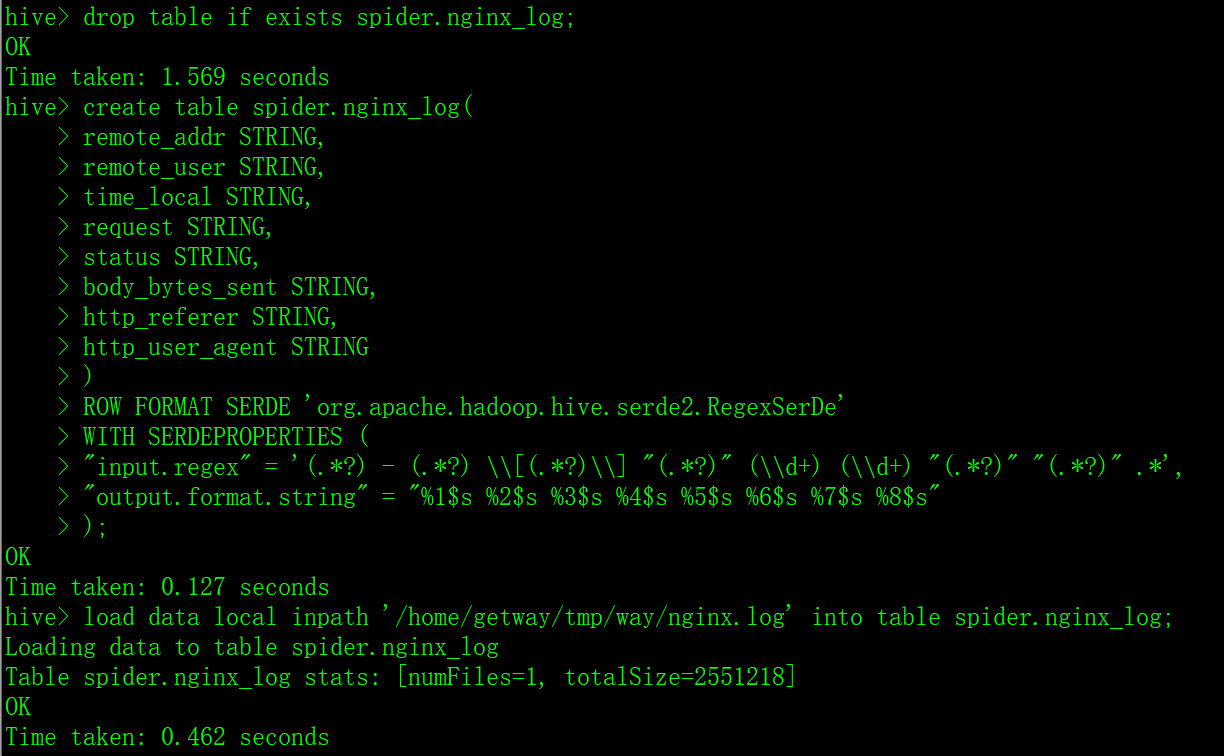 hive> drop table if exists spider.nginx_log;
OK
Time taken: 1.569 seconds
hive> create table spider.nginx_log(
    > remote_addr STRING,
    > remote_user STRING,
    > time_local STRING,
    > request STRING,
    > status STRING,
    > body_bytes_sent STRING,
    > http_referer STRING,
    > http_user_agent STRING
    > )
    > ROW FORMAT SERDE 'org.apache.hadoop.hive.serde2.RegexSerDe'
    > WITH SERDEPROPERTIES (
    > "input.regex" = '(.*?) - (.*?) \\[(.*?)\\] "(.*?)" (\\d+) (\\d+) "(.*?)" "(.*?)" .*',
    > "output.format.string" = "%1$s %2$s %3$s %4$s %5$s %6$s %7$s %8$s"
    > );
OK
Time taken: 0.127 seconds
hive> load data local inpath '/home/getway/tmp/way/nginx.log' into table spider.nginx_log;
Loading data to table spider.nginx_log
Table spider.nginx_log stats: [numFiles=1, totalSize=2551218]
OK
Time taken: 0.462 seconds